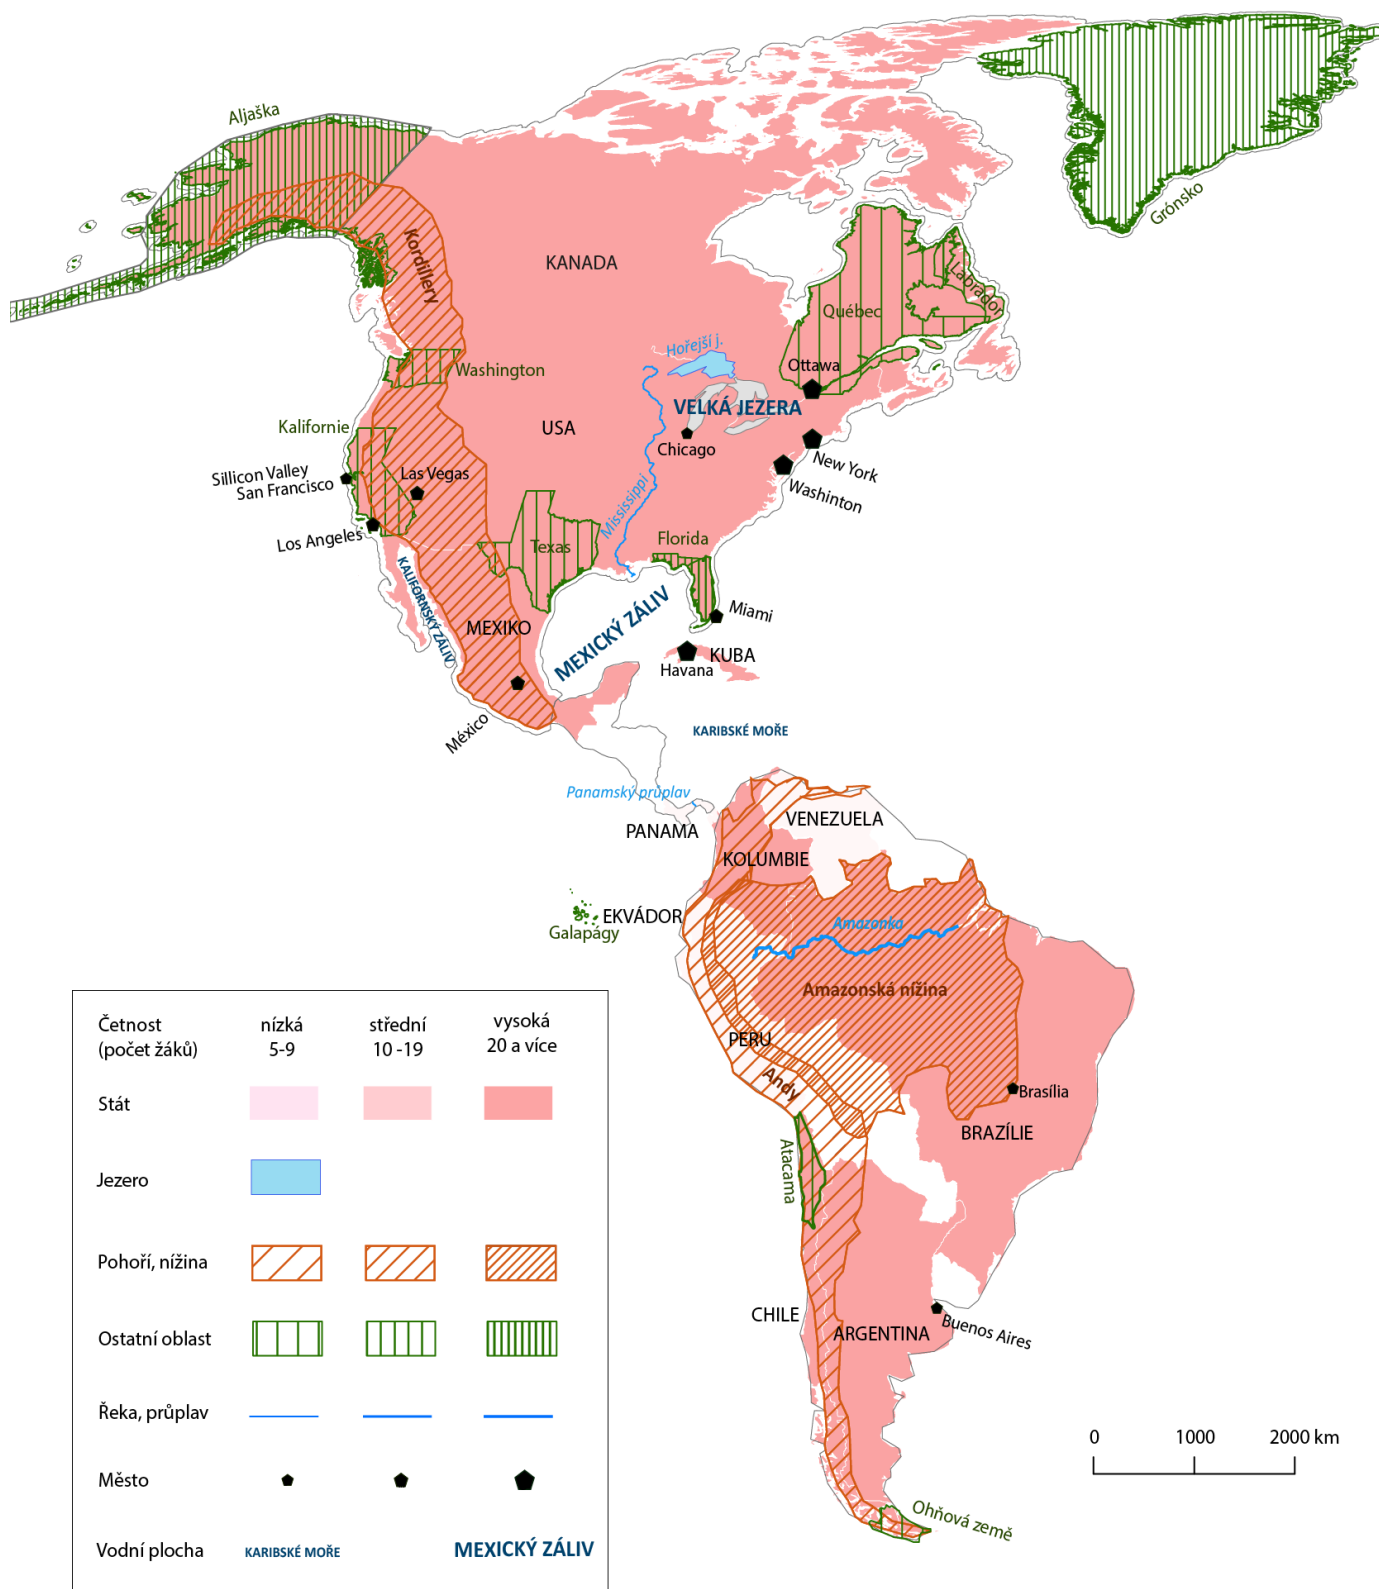 Aljaška
Grónsko
Kordillery
KANADA
Labrador
Québec
Hořejší j.
Ottawa
Washington
VELKÁ JEZERA
Kalifornie
USA
Chicago
New York
Sillicon Valley
San Francisco
Las Vegas
Washinton
Mississippi
Los Angeles
Texas
Florida
KALIFORNSKÝ ZÁLIV
MEXICKÝ ZÁLIV
Miami
MEXIKO
KUBA
Havana
México
KARIBSKÉ MOŘE
Panamský průplav
PANAMA
VENEZUELA
KOLUMBIE
EKVÁDOR
Galapágy
Amazonka
Amazonská nížina
PERU
Andy
Brasília
BRAZÍLIE
Atacama
CHILE
ARGENTINA
Buenos Aires
Ohňová země
0 1000 2000 km
Četnost nízká střední vysoká
(počet žáků) 5-9 10 -19 20 a více
Stát
Jezero
Pohoří, nížina
Ostatní oblast
Řeka, průplav
Město
Vodní plocha KARIBSKÉ MOŘE MEXICKÝ ZÁLIV